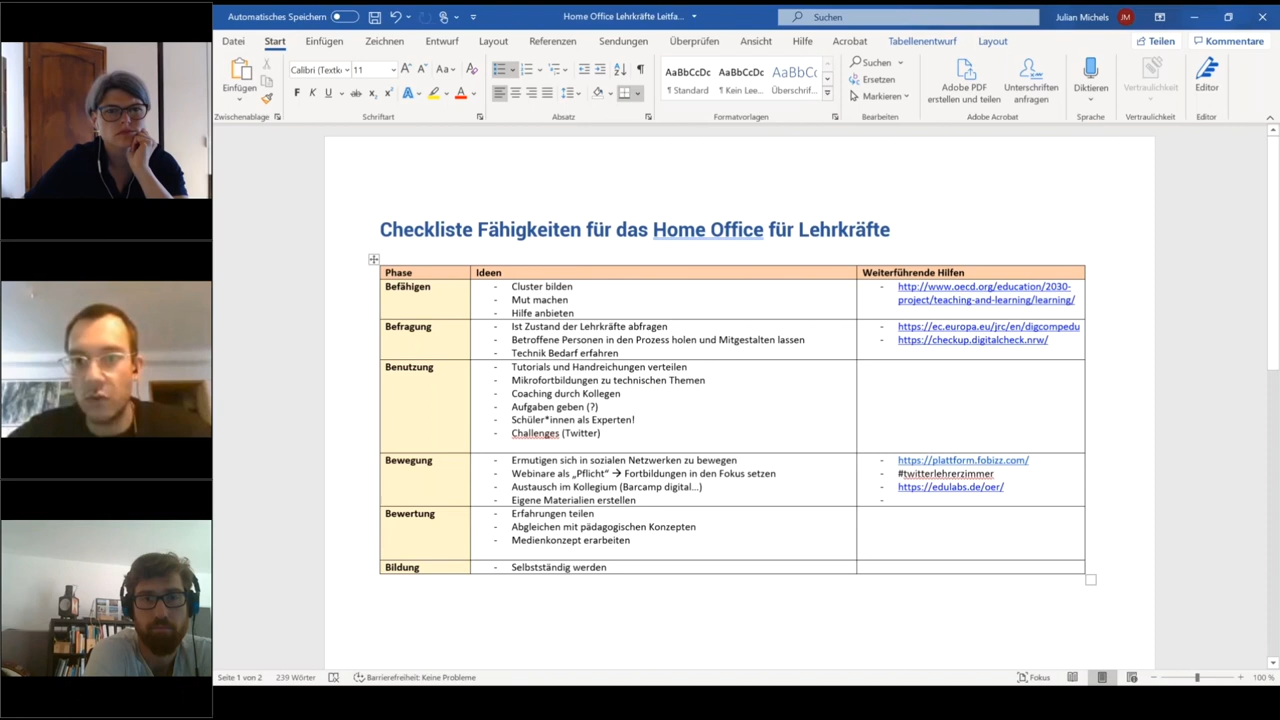 Automatisches Speichern
Home Office Lehrkräfte Leitfa...
Suchen
Julian Michels
JM
Datei Start Einfügen Zeichnen Entwurf Layout Referenzen Sendungen Überprüfen Ansicht Hilfe Acrobat Tabellenentwurf Layout
Teilen
Kommentare
Einfügen
Calibri (Textk
11
F K U ab x₂ x²
AaBbCcDc AaBbCcDc AaBbCc
¶ Standard ¶ Kein Lee... Überschrif...
Suchen
Ersetzen
Markieren
Adobe PDF
erstellen und teilen
Unterschriften
anfragen
Diktieren
Vertraulichkeit
Editor
Zwischenablage Schriftart Absatz Formatvorlagen Bearbeiten Adobe Acrobat Sprache Vertraulichkeit Editor
Checkliste Fähigkeiten für das Home Office für Lehrkräfte
Phase Ideen Weiterführende Hilfen
Befähigen
- Cluster bilden
- Mut machen
- Hilfe anbieten
- http://www.oecd.org/education/2030-
project/teaching-and-learning/learning/
Befragung
- Ist Zustand der Lehrkräfte abfragen
- Betroffene Personen in den Prozess holen und Mitgestalten lassen
- Technik Bedarf erfahren
- https://ec.europa.eu/jrc/en/digcompedu
- https://checkup.digitalcheck.nrw/
Benutzung
- Tutorials und Handreichungen verteilen
- Mikrofortbildungen zu technischen Themen
- Coaching durch Kollegen
- Aufgaben geben (?)
- Schüler*innen als Experten!
- Challenges (Twitter)
Bewegung
- Ermutigen sich in sozialen Netzwerken zu bewegen
- Webinare als „Pflicht“ → Fortbildungen in den Fokus setzen
- Austausch im Kollegium (Barcamp digital...)
- Eigene Materialien erstellen
- https://plattform.fobizz.com/
- #twitterlehrerzimmer
- https://edulabs.de/oer/
-
Bewertung
- Erfahrungen teilen
- Abgleichen mit pädagogischen Konzepten
- Medienkonzept erarbeiten
Bildung
- Selbstständig werden
Seite 1 von 2 239 Wörter Barrierefreiheit: Keine Probleme Fokus 100 %